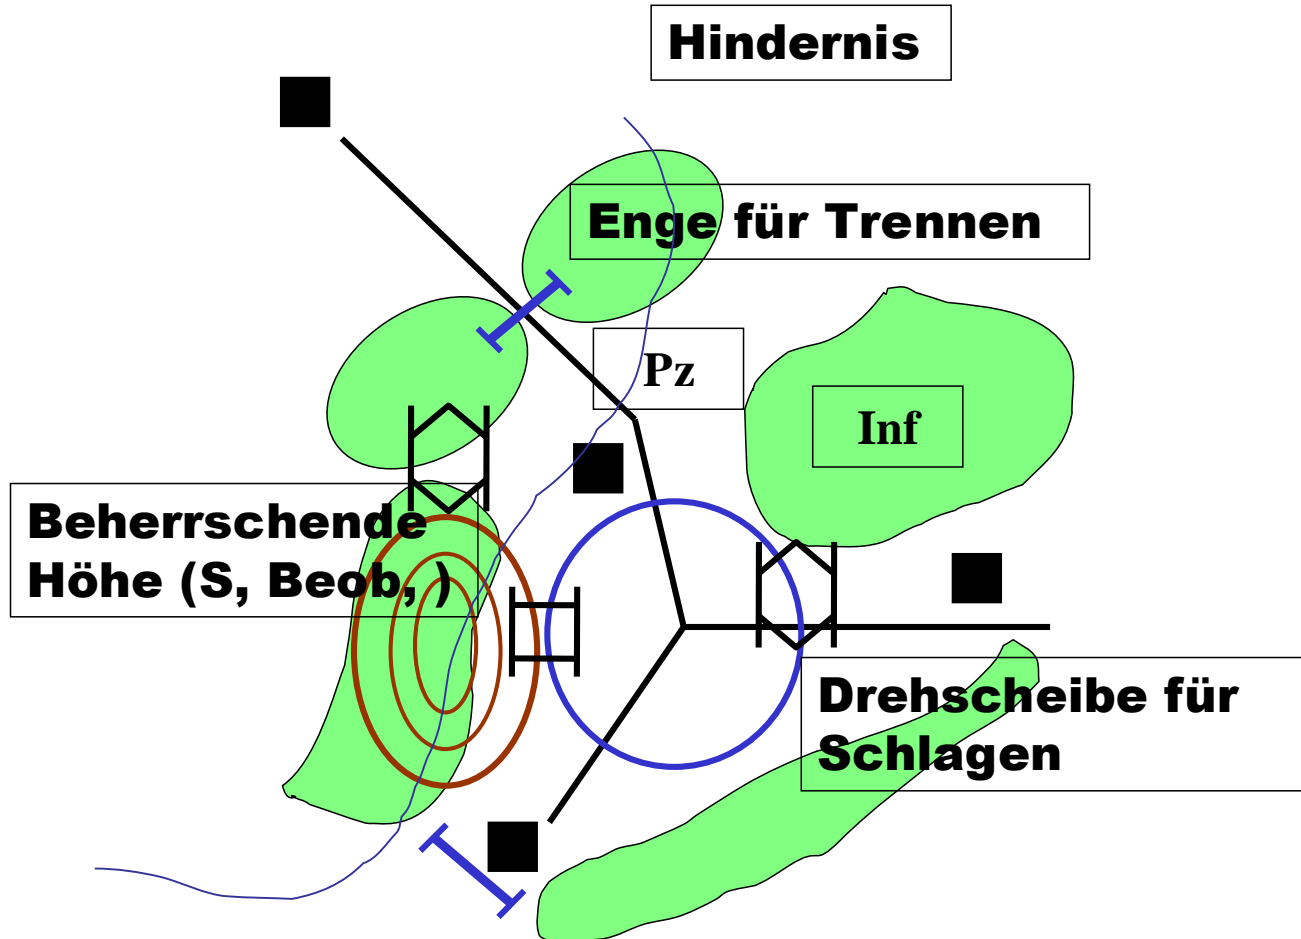 Hindernis
Enge für Trennen
Pz
Inf
Beherrschende
Höhe (S, Beob, )
Drehscheibe für
Schlagen